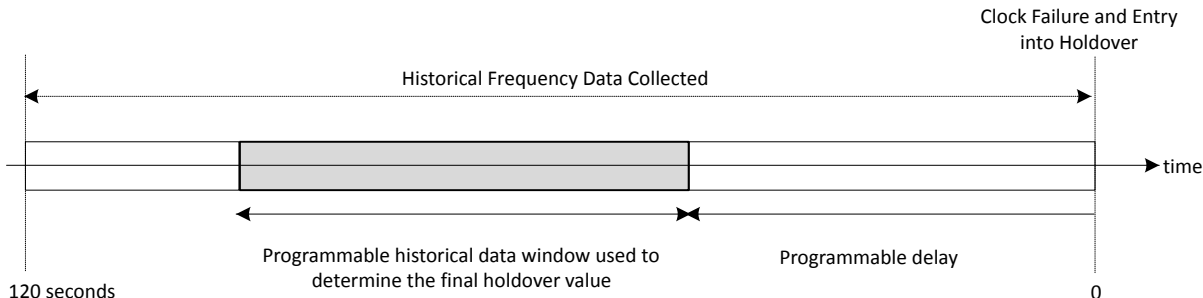 Clock Failure and Entry
into Holdover
Historical Frequency Data Collected
time
Programmable historical data window used to
determine the final holdover value
Programmable delay
120 seconds
0